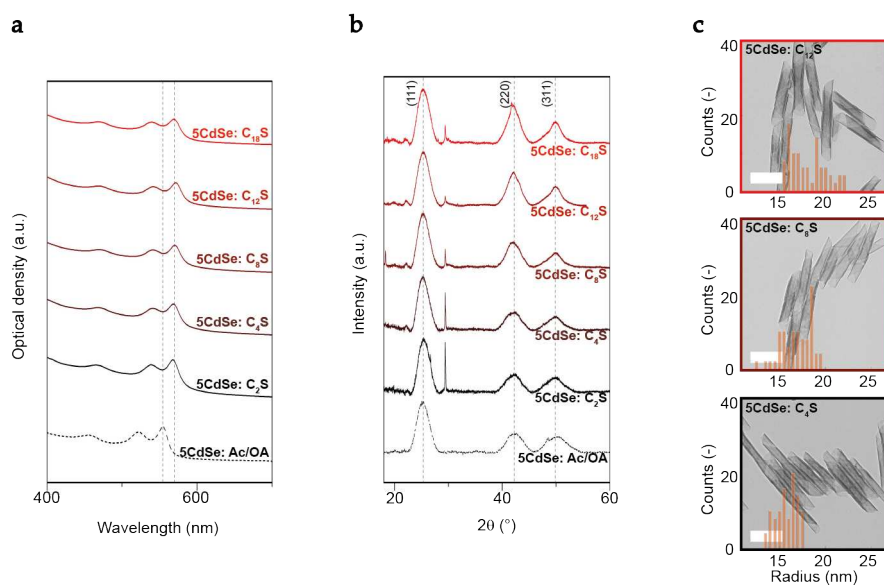 a
Optical density (a.u.)
5CdSe: C18S
5CdSe: C12S
5CdSe: C8S
5CdSe: C4S
5CdSe: C2S
5CdSe: Ac/OA
400
600
Wavelength (nm)
b
Intensity (a.u.)
(111)
(220)
(311)
5CdSe: C18S
5CdSe: C12S
5CdSe: C8S
5CdSe: C4S
5CdSe: C2S
5CdSe: Ac/OA
20
40
60
2θ (°)
c
5CdSe: C12S
Counts (-)
40
20
0
15
20
25
5CdSe: C8S
Counts (-)
40
20
0
15
20
25
5CdSe: C4S
Counts (-)
40
20
0
15
20
25
Radius (nm)